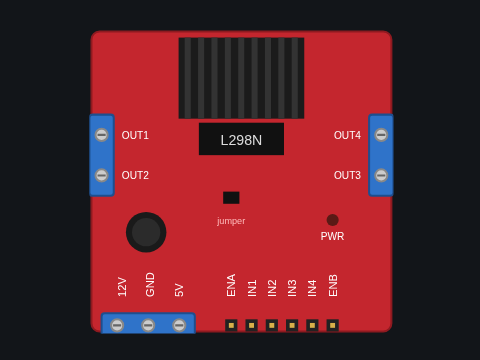 L298N
OUT1
OUT4
OUT2
OUT3
jumper
PWR
12V
GND
5V
ENA
IN1
IN2
IN3
IN4
ENB